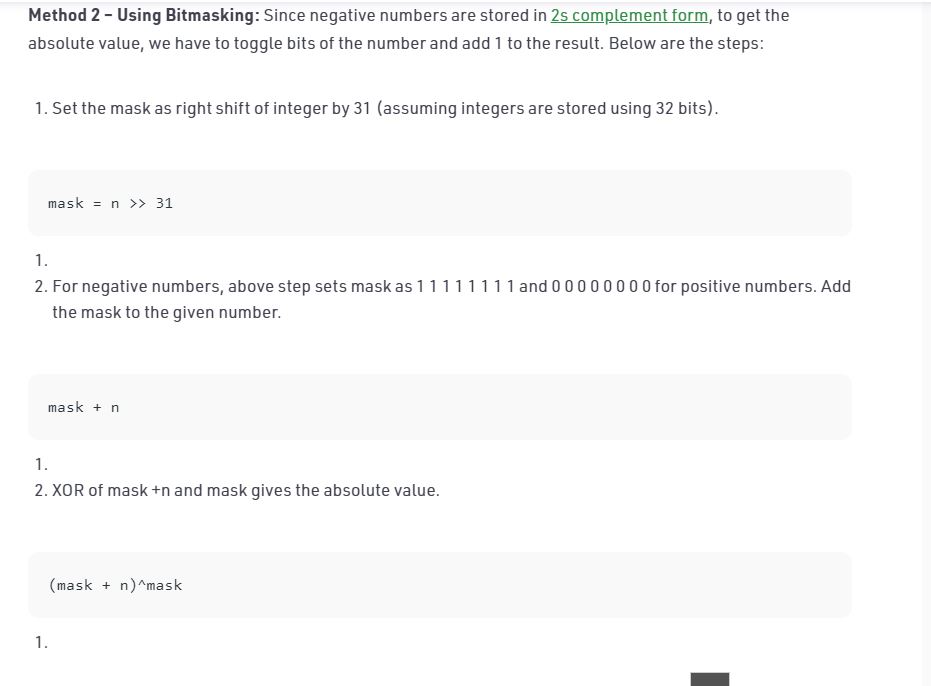 Method 2 – Using Bitmasking: Since negative numbers are stored in 2s complement form, to get the
absolute value, we have to toggle bits of the number and add 1 to the result. Below are the steps:
1. Set the mask as right shift of integer by 31 (assuming integers are stored using 32 bits).
mask = n >> 31
1.
2. For negative numbers, above step sets mask as 1 1 1 1 1 1 1 1 and 0 0 0 0 0 0 0 0 for positive numbers. Add
the mask to the given number.
mask + n
1.
2. XOR of mask +n and mask gives the absolute value.
(mask + n)^mask
1.